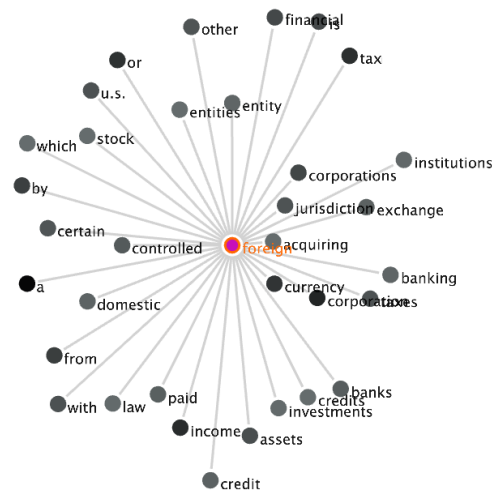 financial
is
other
tax
or
u.s.
entities
entity
stock
which
institutions
corporations
by
jurisdiction
exchange
certain
controlled
foreign
acquiring
banking
a
currency
domestic
corporation
taxes
from
banks
paid
credits
with
law
investments
income
assets
credit